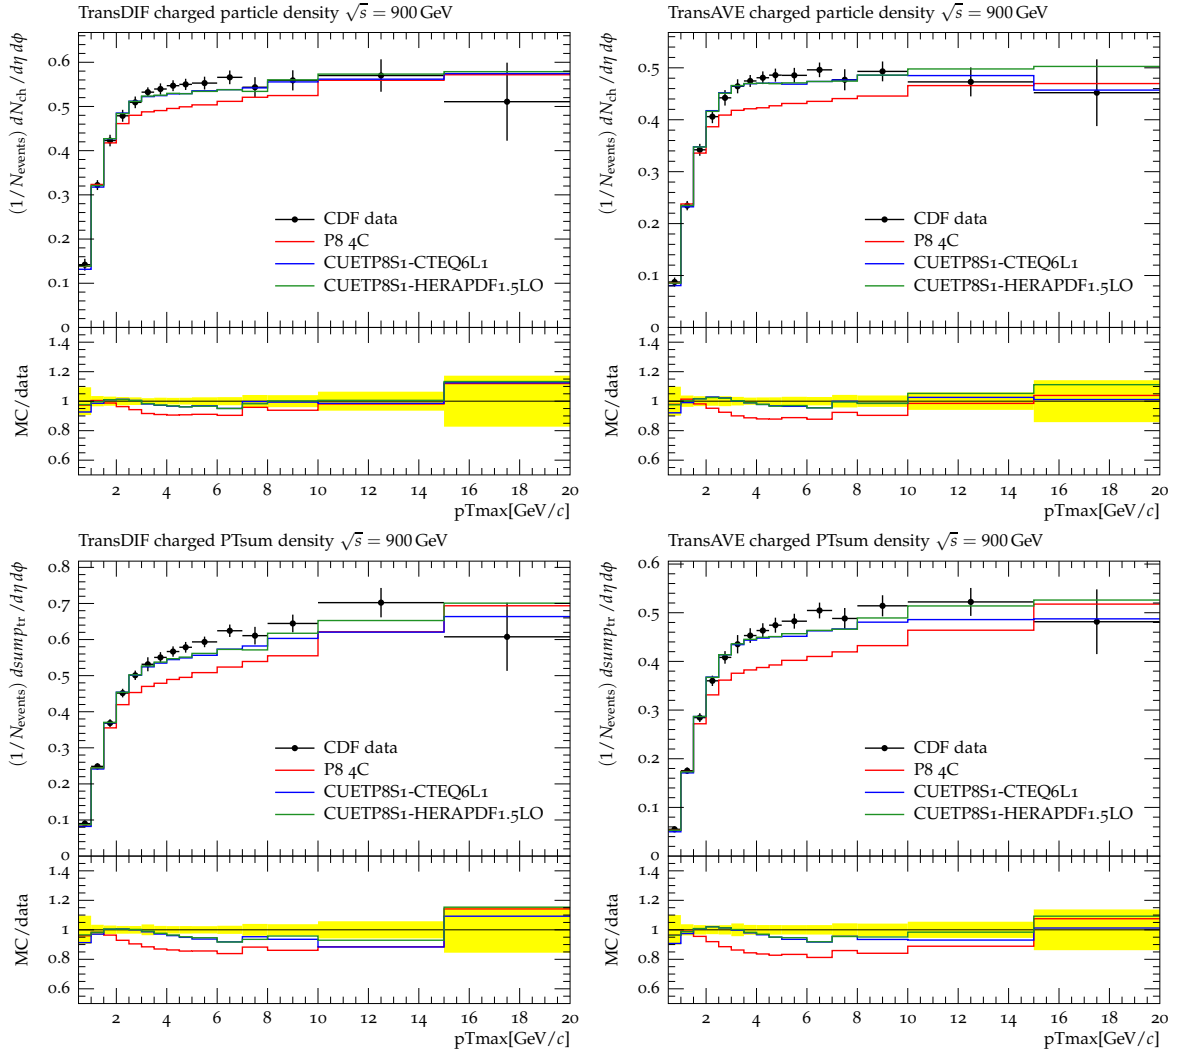 TransDIF charged particle density √s = 900 GeV
(1/N_events) dN_ch/dη dϕ
0.6
0.5
0.4
0.3
0.2
0.1
0
CDF data
P8 4C
CUETP8S1-CTEQ6L1
CUETP8S1-HERAPDF1.5LO
MC/data
1.4
1.2
1
0.8
0.6
2 4 6 8 10 12 14 16 18 20
pTmax[GeV/c]
TransAVE charged particle density √s = 900 GeV
(1/N_events) dN_ch/dη dϕ
0.5
0.4
0.3
0.2
0.1
0
CDF data
P8 4C
CUETP8S1-CTEQ6L1
CUETP8S1-HERAPDF1.5LO
MC/data
1.4
1.2
1
0.8
0.6
2 4 6 8 10 12 14 16 18 20
pTmax[GeV/c]
TransDIF charged PTsum density √s = 900 GeV
(1/N_events) dsump_tr/dη dϕ
0.8
0.7
0.6
0.5
0.4
0.3
0.2
0.1
0
CDF data
P8 4C
CUETP8S1-CTEQ6L1
CUETP8S1-HERAPDF1.5LO
MC/data
1.4
1.2
1
0.8
0.6
2 4 6 8 10 12 14 16 18 20
pTmax[GeV/c]
TransAVE charged PTsum density √s = 900 GeV
(1/N_events) dsump_tr/dη dϕ
0.6
0.5
0.4
0.3
0.2
0.1
0
CDF data
P8 4C
CUETP8S1-CTEQ6L1
CUETP8S1-HERAPDF1.5LO
MC/data
1.4
1.2
1
0.8
0.6
2 4 6 8 10 12 14 16 18 20
pTmax[GeV/c]